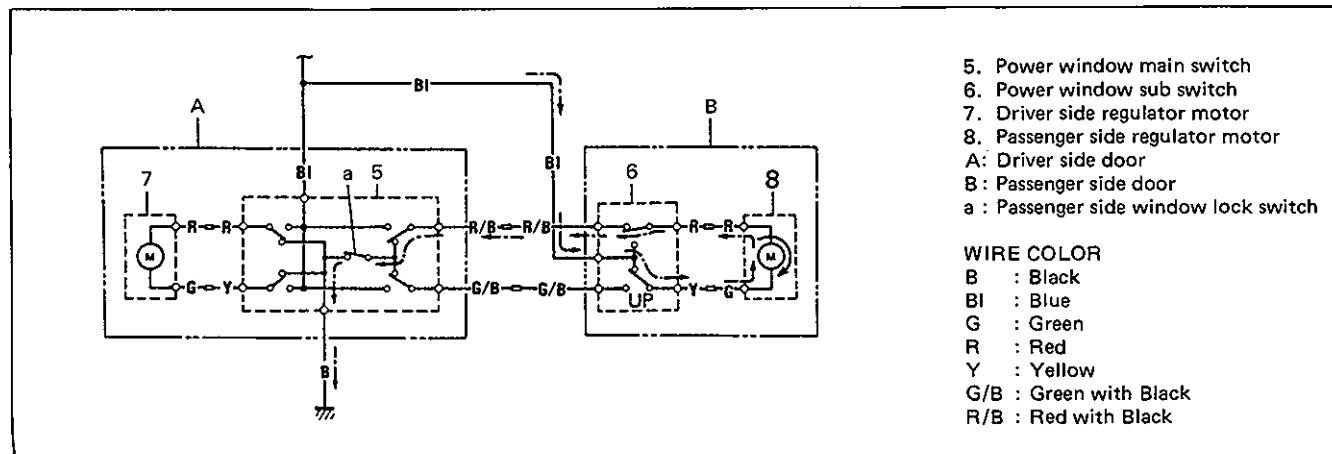 BI
A
B
BI
7
BI
a
5
6
8
R R
R/B R/B
R R
M
M
G Y
G/B G/B
UP
Y G
B
5. Power window main switch
6. Power window sub switch
7. Driver side regulator motor
8. Passenger side regulator motor
A: Driver side door
B : Passenger side door
a : Passenger side window lock switch
WIRE COLOR
B : Black
BI : Blue
G : Green
R : Red
Y : Yellow
G/B : Green with Black
R/B : Red with Black